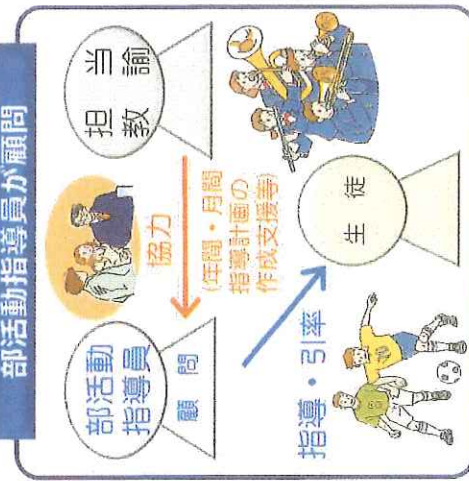 部活動指導員が顧問
部活動
指導員
顧問
協力
(年間・月間
指導計画の
作成支援等)
担当
教諭
指導・引率
生徒